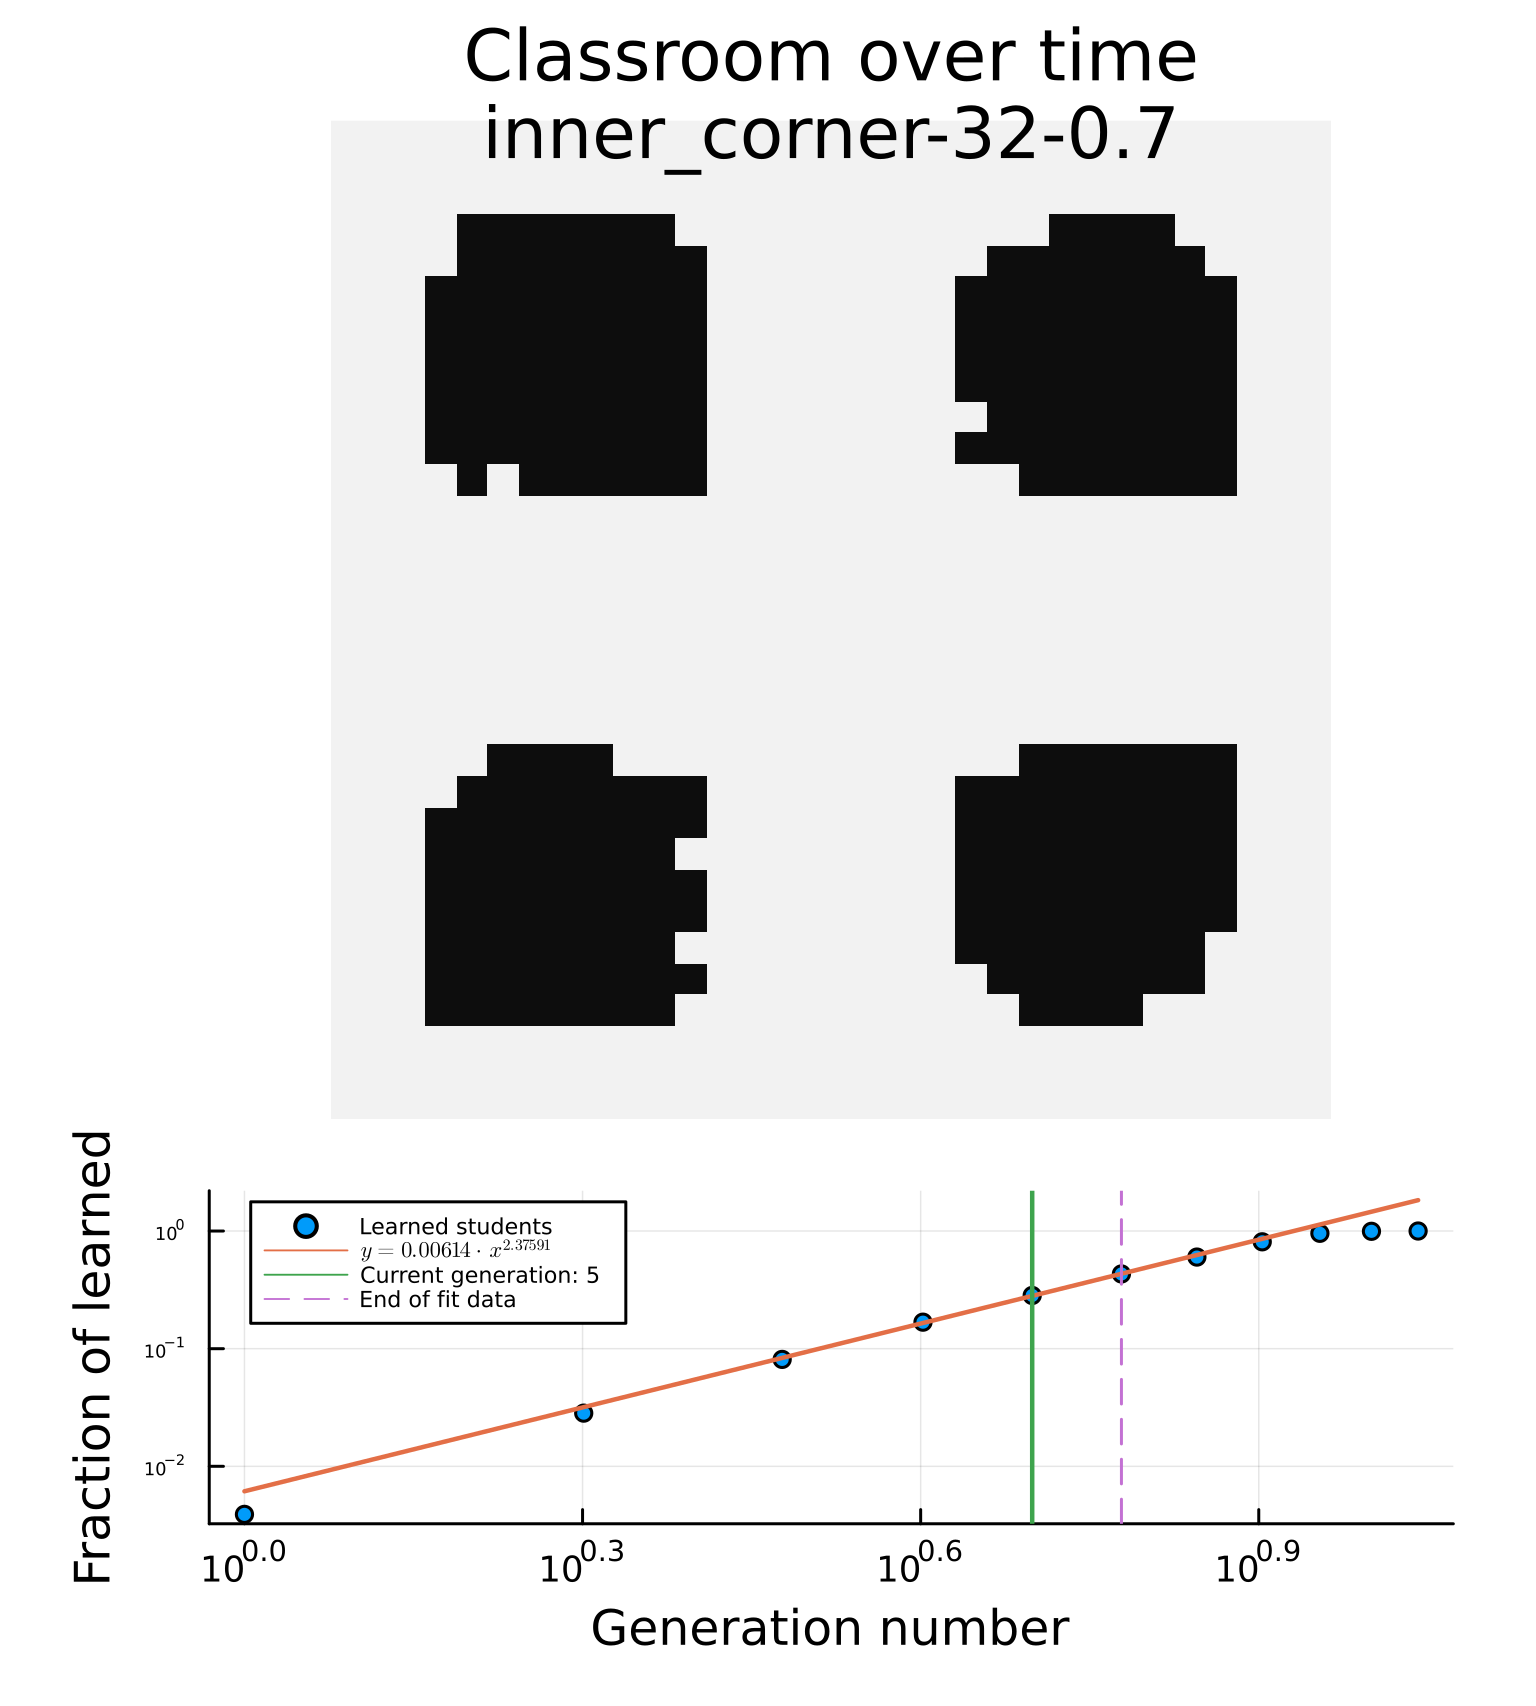 Classroom over time
inner_corner-32-0.7
Fraction of learned
10^0
10^−1
10^−2
Learned students
y = 0.00614 · x^2.37591
Current generation: 5
End of fit data
10^0.0 10^0.3 10^0.6 10^0.9
Generation number